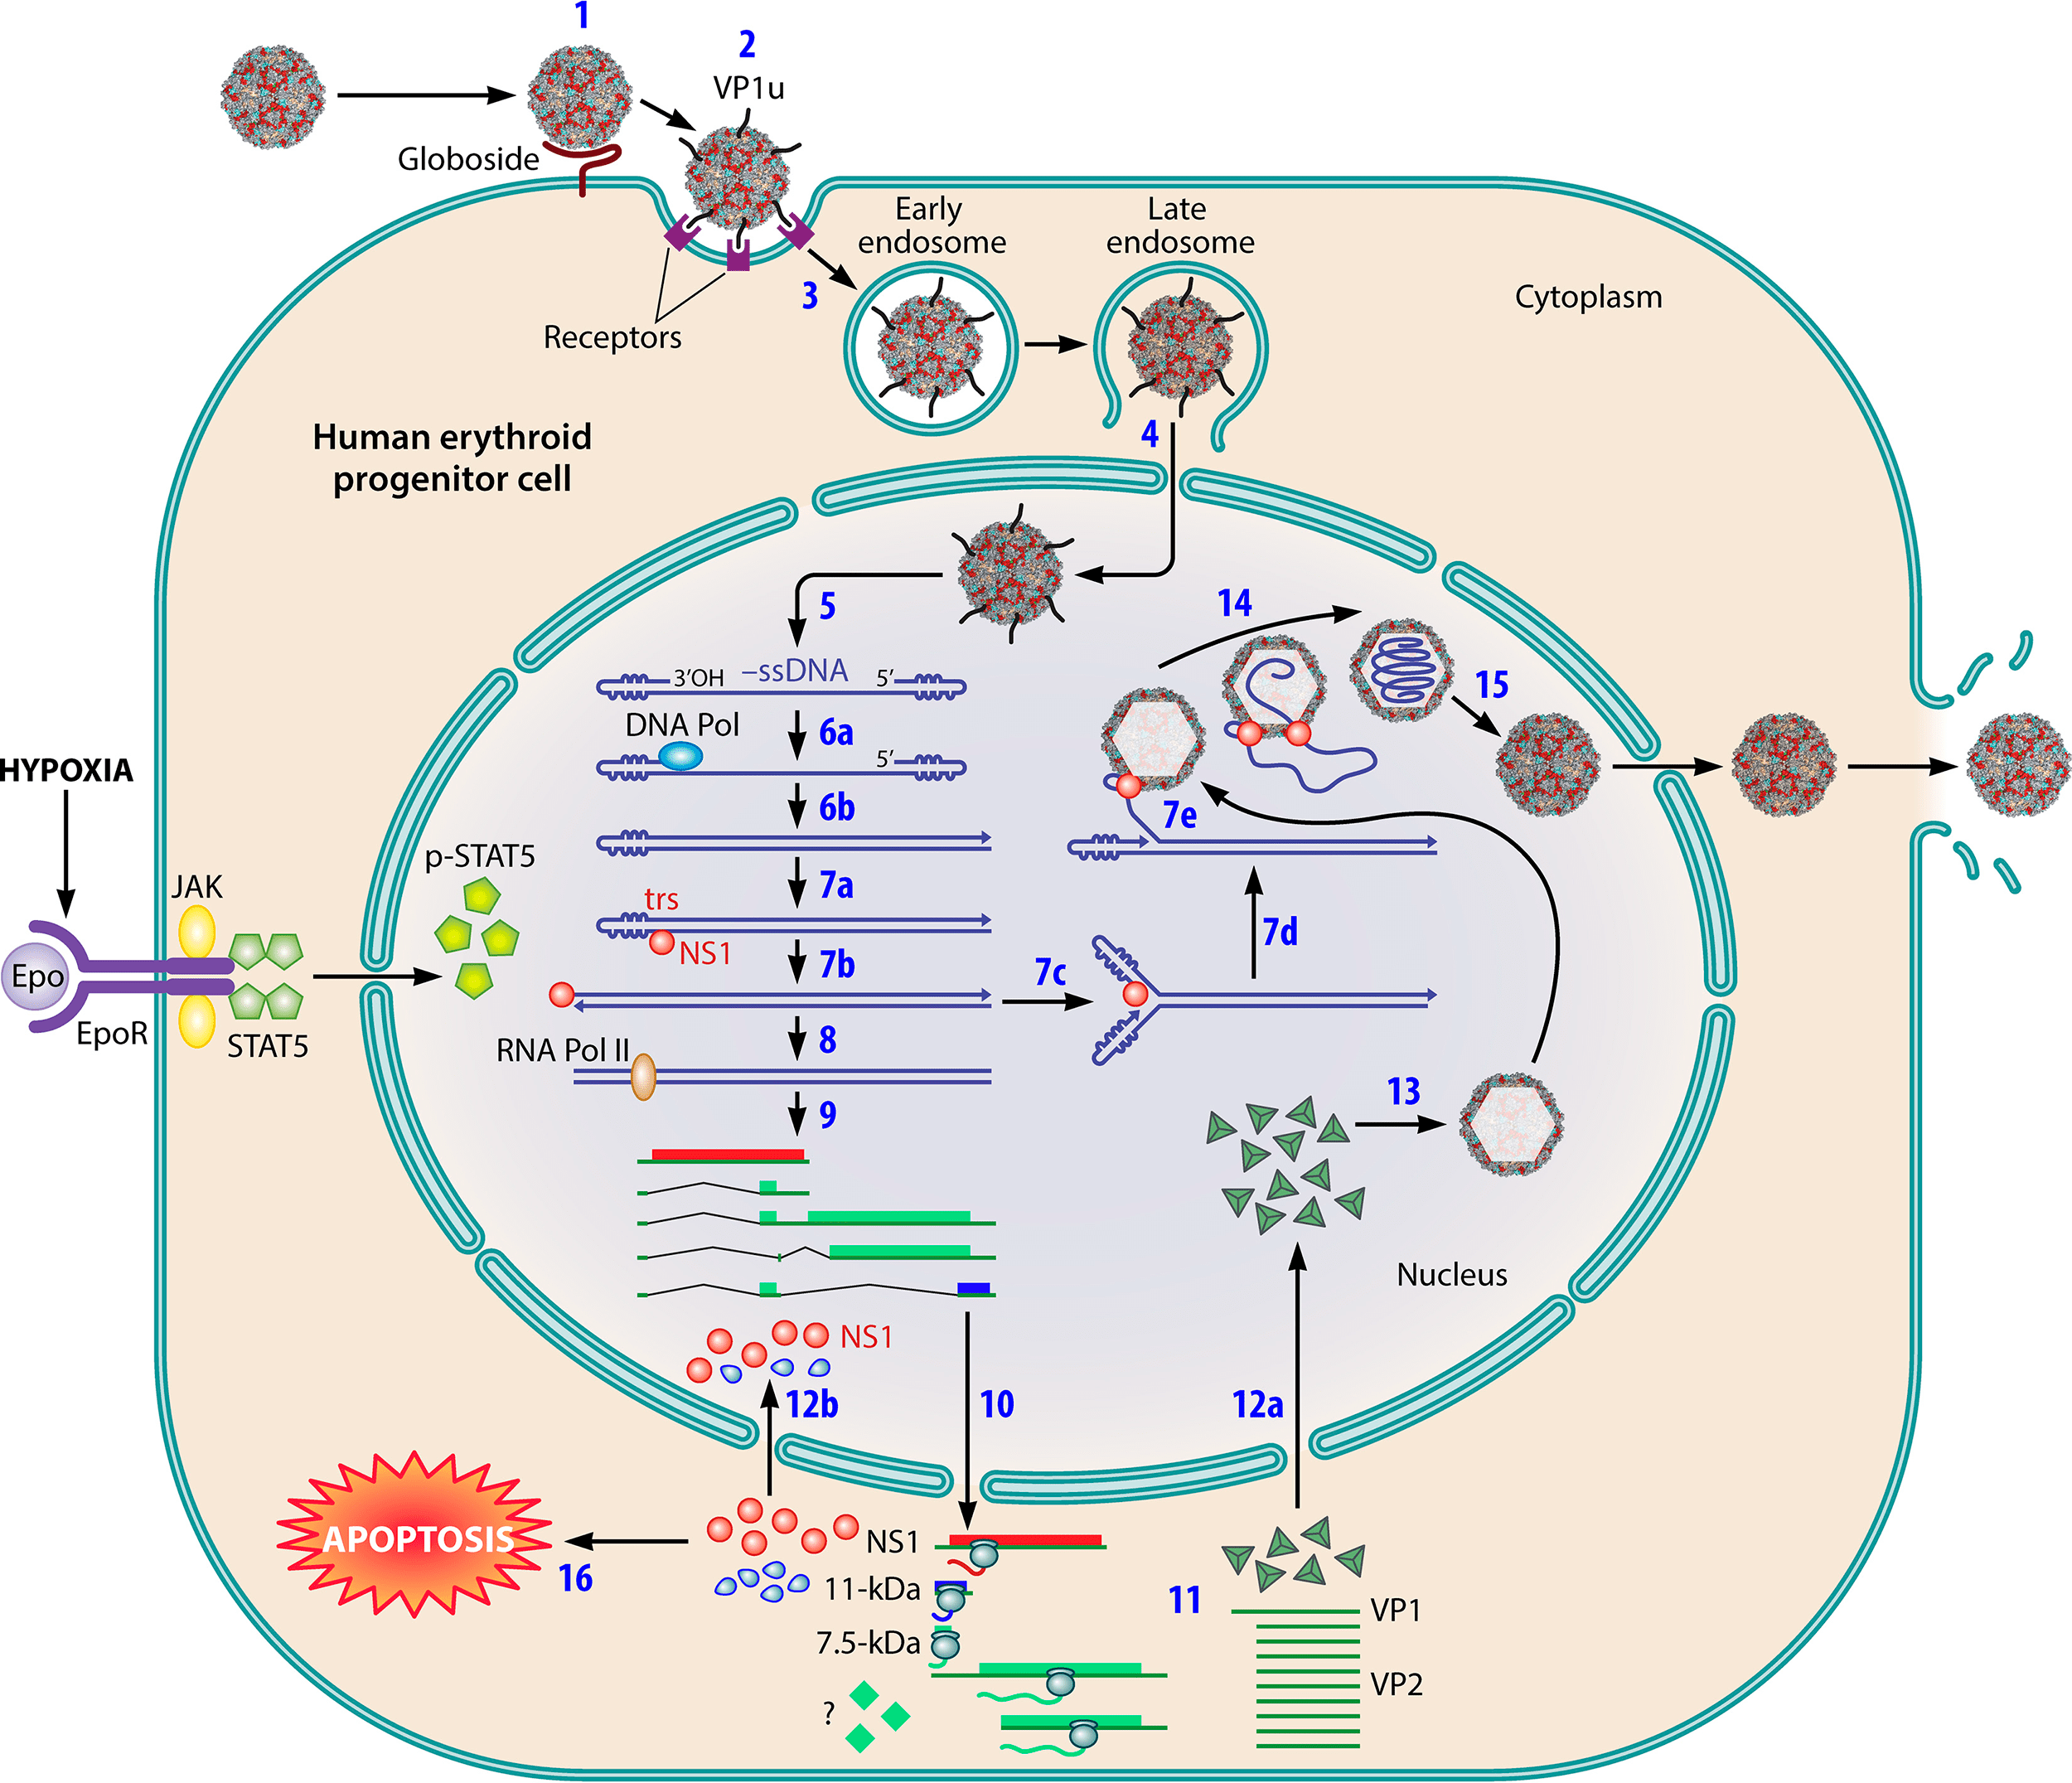 1
2
VP1u
Globoside
3
Receptors
Early
endosome
Late
endosome
Cytoplasm
4
Human erythroid
progenitor cell
5
3’OH
–ssDNA
5’
DNA Pol
6a
5’
6b
7a
trs
NS1
7b
7c
7d
7e
14
15
HYPOXIA
Epo
EpoR
JAK
STAT5
p-STAT5
8
RNA Pol II
9
13
Nucleus
NS1
12b
10
12a
APOPTOSIS
16
NS1
11-kDa
7.5-kDa
?
11
VP1
VP2